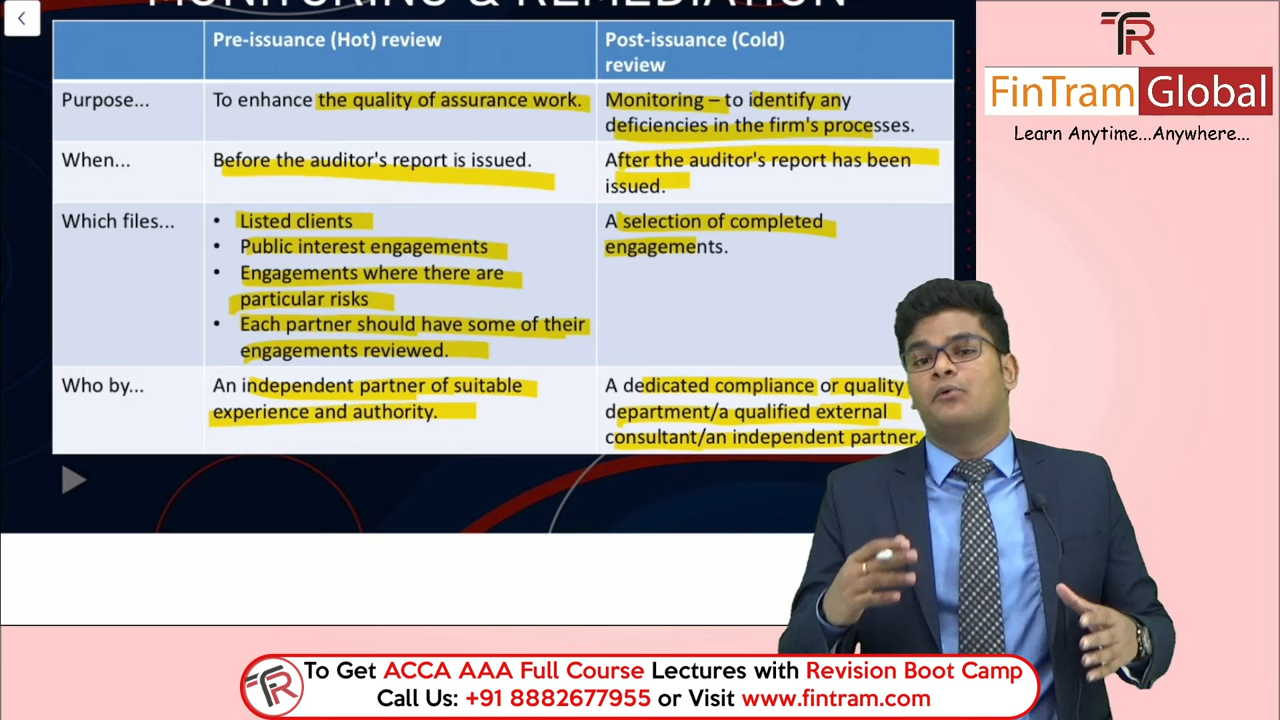 MONITORING & REMEDIATION
Pre-issuance (Hot) review
Post-issuance (Cold)
review
Purpose...
To enhance the quality of assurance work.
Monitoring – to identify any
deficiencies in the firm's processes.
When...
Before the auditor's report is issued.
After the auditor's report has been
issued.
Which files...
• Listed clients
• Public interest engagements
• Engagements where there are
particular risks
• Each partner should have some of their
engagements reviewed.
A selection of completed
engagements.
Who by...
An independent partner of suitable
experience and authority.
A dedicated compliance or quality
department/a qualified external
consultant/an independent partner.
FinTram Global
Learn Anytime...Anywhere...
To Get ACCA AAA Full Course Lectures with Revision Boot Camp
Call Us: +91 8882677955 or Visit www.fintram.com